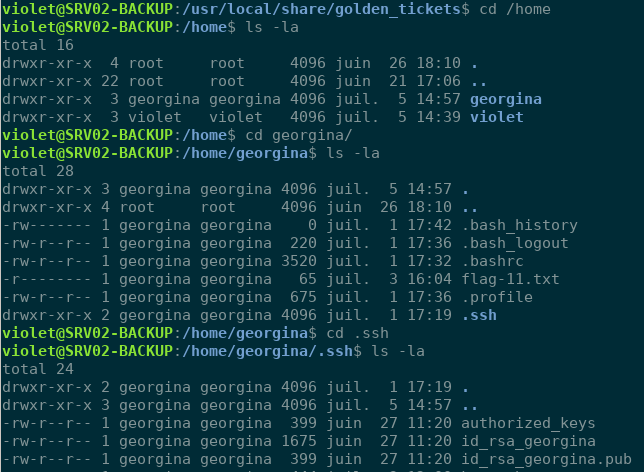 violet@SRV02-BACKUP:/usr/local/share/golden_tickets$ cd /home
violet@SRV02-BACKUP:/home$ ls -la
total 16
drwxr-xr-x  4 root     root     4096 juin  26 18:10 .
drwxr-xr-x 22 root     root     4096 juin  21 17:06 ..
drwxr-xr-x  3 georgina georgina 4096 juil.  5 14:57 georgina
drwxr-xr-x  3 violet   violet   4096 juil.  5 14:39 violet
violet@SRV02-BACKUP:/home$ cd georgina/
violet@SRV02-BACKUP:/home/georgina$ ls -la
total 28
drwxr-xr-x 3 georgina georgina 4096 juil.  5 14:57 .
drwxr-xr-x 4 root     root     4096 juin  26 18:10 ..
-rw------- 1 georgina georgina    0 juil.  1 17:42 .bash_history
-rw-r--r-- 1 georgina georgina  220 juil.  1 17:36 .bash_logout
-rw-r--r-- 1 georgina georgina 3520 juil.  1 17:32 .bashrc
-r-------- 1 georgina georgina   65 juil.  3 16:04 flag-11.txt
-rw-r--r-- 1 georgina georgina  675 juil.  1 17:36 .profile
drwxr-xr-x 2 georgina georgina 4096 juil.  1 17:19 .ssh
violet@SRV02-BACKUP:/home/georgina$ cd .ssh
violet@SRV02-BACKUP:/home/georgina/.ssh$ ls -la
total 24
drwxr-xr-x 2 georgina georgina 4096 juil.  1 17:19 .
drwxr-xr-x 3 georgina georgina 4096 juil.  5 14:57 ..
-rw-r--r-- 1 georgina georgina  399 juin  27 11:20 authorized_keys
-rw-r--r-- 1 georgina georgina 1675 juin  27 11:20 id_rsa_georgina
-rw-r--r-- 1 georgina georgina  399 juin  27 11:20 id_rsa_georgina.pub